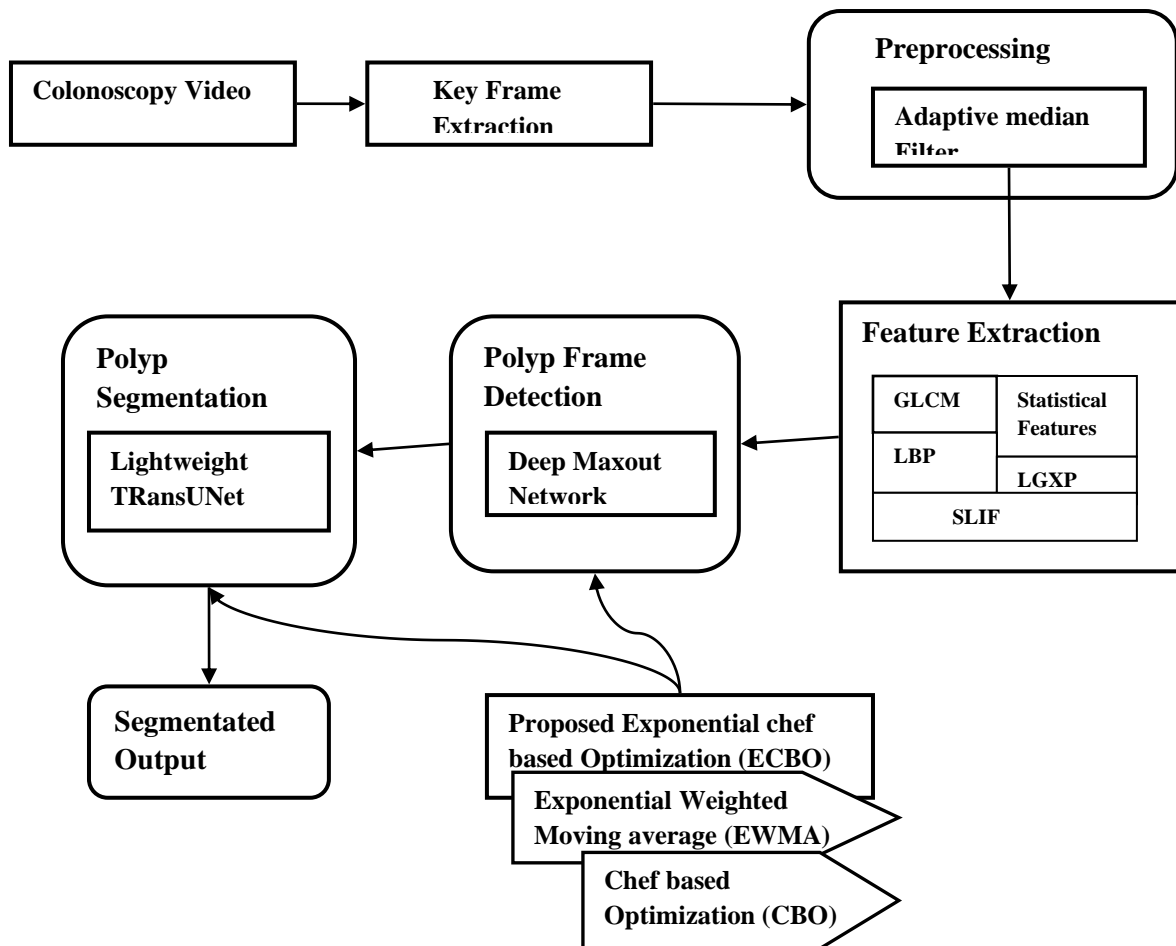 Colonoscopy Video
Key Frame
Extraction
Preprocessing
Adaptive median
Filter
Feature Extraction
GLCM
Statistical
Features
LBP
LGXP
SLIF
Polyp Frame
Detection
Deep Maxout
Network
Polyp
Segmentation
Lightweight
TRansUNet
Segmentated
Output
Proposed Exponential chef
based Optimization (ECBO)
Exponential Weighted
Moving average (EWMA)
Chef based
Optimization (CBO)